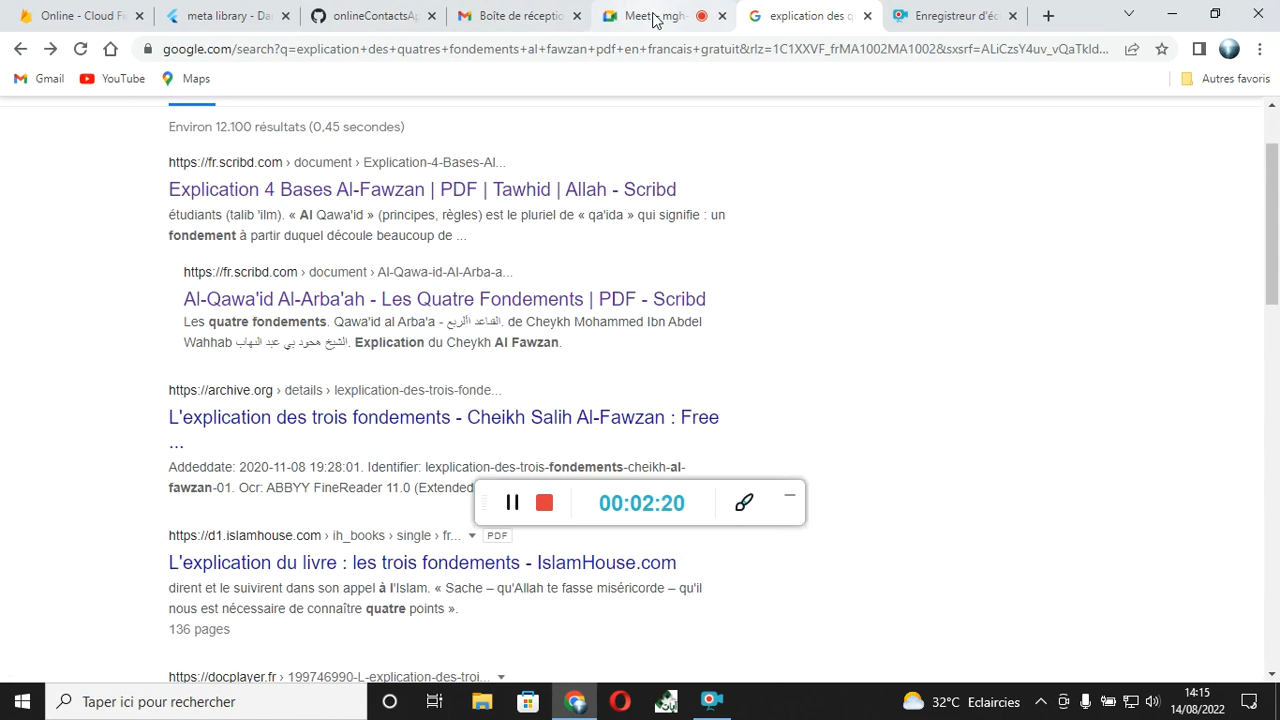 Online - Cloud Fi
meta library - Da
onlineContactsA
Boîte de réceptio
Meet - mgh-
explication des q
Enregistreur d'éc
google.com/search?q=explication+des+quatres+fondements+al+fawzan+pdf+en+francais+gratuit&rlz=1C1XXVF_frMA1002MA1002&sxsrf=ALiCzsY4uv_vQaTkld...
Gmail
YouTube
Maps
Autres favoris
Environ 12.100 résultats (0,45 secondes)
https://fr.scribd.com › document › Explication-4-Bases-Al...
Explication 4 Bases Al-Fawzan | PDF | Tawhid | Allah - Scribd
étudiants (talib 'ilm). « Al Qawa'id » (principes, règles) est le pluriel de « qa'ida » qui signifie : un
fondement à partir duquel découle beaucoup de ...
https://fr.scribd.com › document › Al-Qawa-id-Al-Arba-a...
Al-Qawa'id Al-Arba'ah - Les Quatre Fondements | PDF - Scribd
Les quatre fondements. Qawa'id al Arba'a - de Cheykh Mohammed Ibn Abdel
Wahhab Explication du Cheykh Al Fawzan.
https://archive.org › details › lexplication-des-trois-fonde...
L'explication des trois fondements - Cheikh Salih Al-Fawzan : Free
...
Addeddate: 2020-11-08 19:28:01. Identifier: lexplication-des-trois-fondements-cheikh-al-
fawzan-01. Ocr: ABBYY FineReader 11.0 (Extended
00:02:20
https://d1.islamhouse.com › ih_books › single › fr...
PDF
L'explication du livre : les trois fondements - IslamHouse.com
dirent et le suivirent dans son appel à l'Islam. « Sache – qu'Allah te fasse miséricorde – qu'il
nous est nécessaire de connaître quatre points ».
136 pages
https://docplayer.fr › 199746990-L-explication-des-troi...
Taper ici pour rechercher
32°C Eclaircies
14:15
14/08/2022